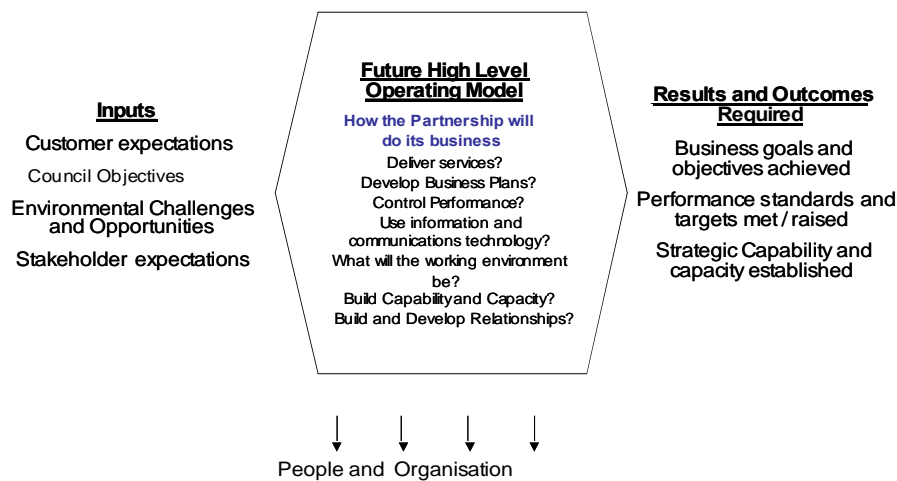 Inputs
Customer expectations
Council Objectives
Environmental Challenges
and Opportunities
Stakeholder expectations
Future High Level
Operating Model
How the Partnership will
do its business
Deliver services?
Develop Business Plans?
Control Performance?
Use information and
communications technology?
What will the working environment
be?
Build Capability and Capacity?
Build and Develop Relationships?
Results and Outcomes
Required
Business goals and
objectives achieved
Performance standards and
targets met / raised
Strategic Capability and
capacity established
People and Organisation